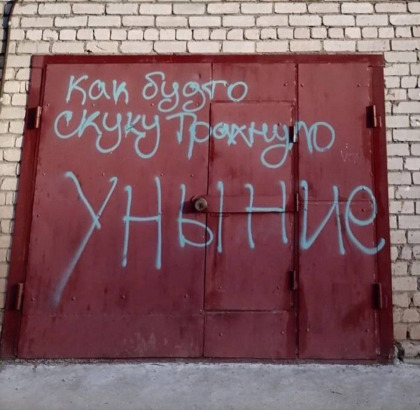 как будто
скуку трахнуло
уныние